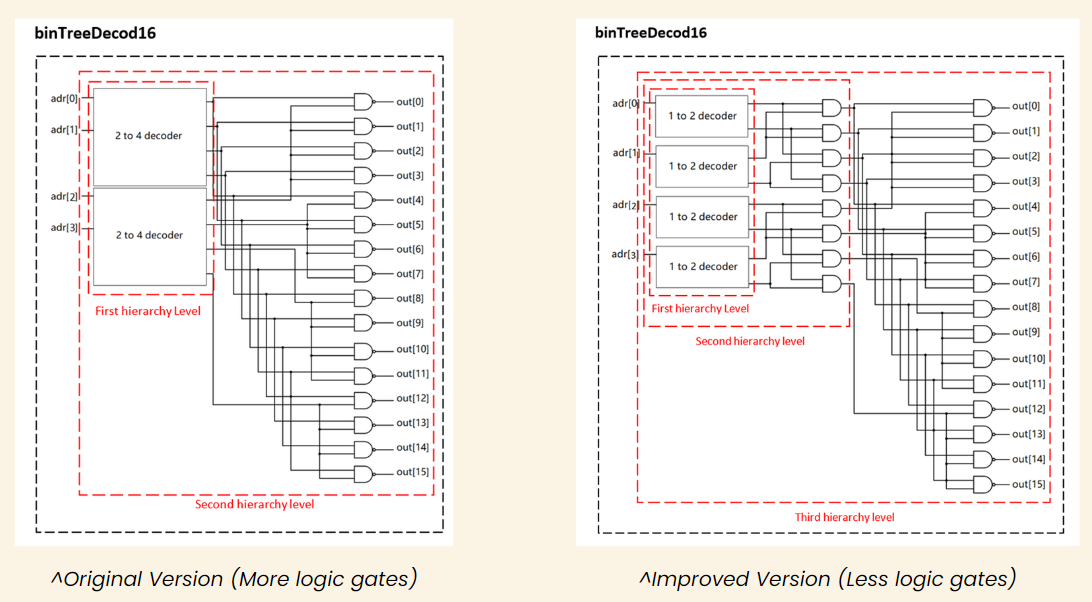 binTreeDecod16
adr[0]
adr[1]
2 to 4 decoder
adr[2]
adr[3]
2 to 4 decoder
First hierarchy Level
out[0]
out[1]
out[2]
out[3]
out[4]
out[5]
out[6]
out[7]
out[8]
out[9]
out[10]
out[11]
out[12]
out[13]
out[14]
out[15]
Second hierarchy level
^Original Version (More logic gates)
binTreeDecod16
adr[0]
1 to 2 decoder
adr[1]
1 to 2 decoder
adr[2]
1 to 2 decoder
adr[3]
1 to 2 decoder
First hierarchy Level
Second hierarchy level
out[0]
out[1]
out[2]
out[3]
out[4]
out[5]
out[6]
out[7]
out[8]
out[9]
out[10]
out[11]
out[12]
out[13]
out[14]
out[15]
Third hierarchy level
^Improved Version (Less logic gates)